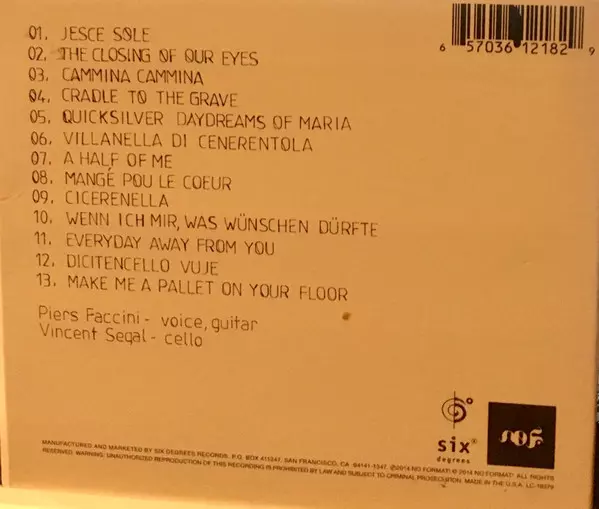 01. JESCE SOLE
02. THE CLOSING OF OUR EYES
03. CAMMINA CAMMINA
04. CRADLE TO THE GRAVE
05. QUICKSILVER DAYDREAMS OF MARIA
06. VILLANELLA DI CENERENTOLA
07. A HALF OF ME
08. MANGÉ POU LE COEUR
09. CICERENELLA
10. WENN ICH MIR, WAS WÜNSCHEN DÜRFTE
11. EVERYDAY AWAY FROM YOU
12. DICITENCELLO VUJE
13. MAKE ME A PALLET ON YOUR FLOOR
Piers Faccini - voice, guitar
Vincent Segal - cello
6 57036 12182 9
six
degrees
MANUFACTURED AND MARKETED BY SIX DEGREES RECORDS, P.O. BOX 411347, SAN FRANCISCO, CA 94141-1347. ℗2014 NO FORMAT! © 2014 NO FORMAT! ALL RIGHTS
RESERVED. WARNING: UNAUTHORIZED REPRODUCTION OF THIS RECORDING IS PROHIBITED BY LAW AND SUBJECT TO CRIMINAL PROSECUTION. MADE IN THE U.S.A.